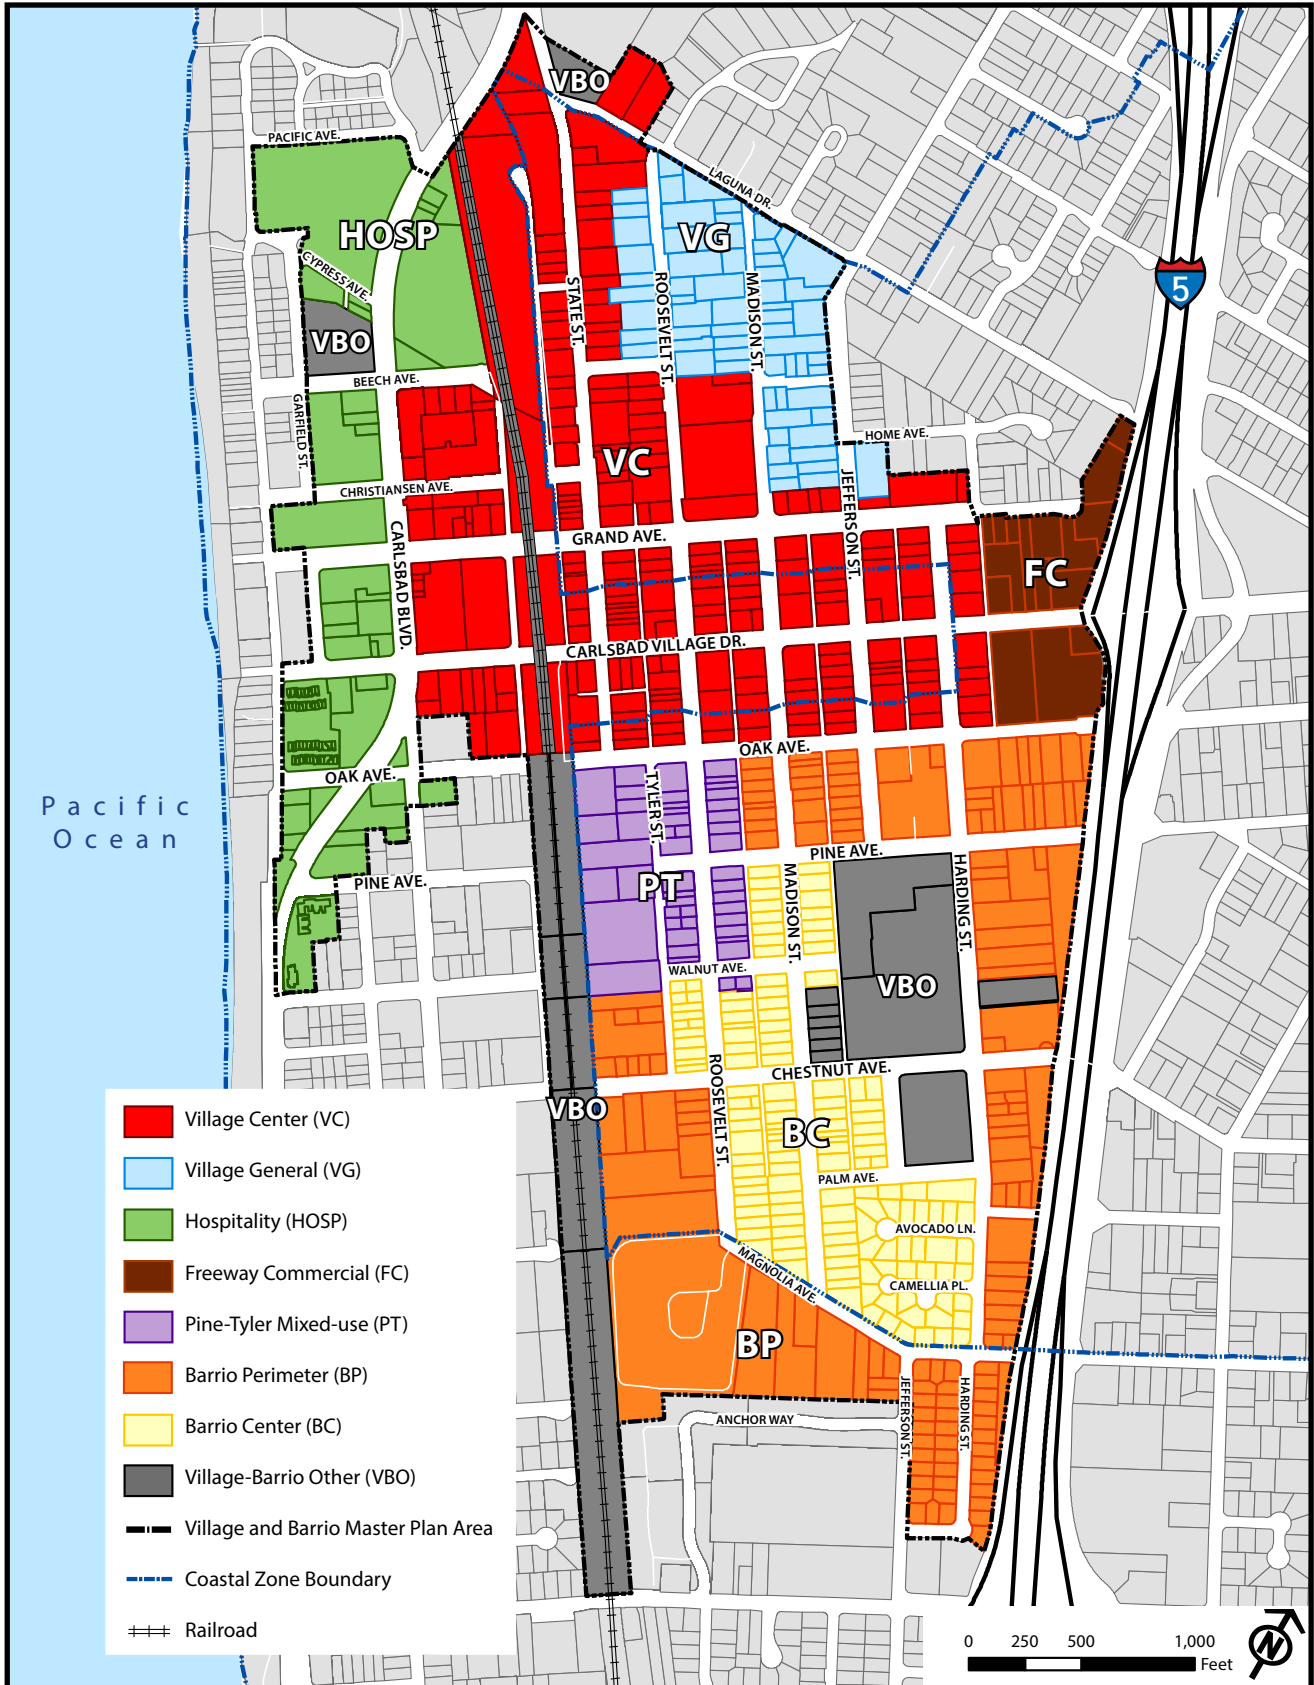 VBO
PACIFIC AVE.
LAGUNA DR.
HOSP
VG
CYPRESS AVE.
STATE ST.
ROOSEVELT ST.
MADISON ST.
5
VBO
BEECH AVE.
GARFIELD ST.
HOME AVE.
VC
CHRISTIANSEN AVE.
JEFFERSON ST.
CARLSBAD BLVD.
GRAND AVE.
FC
CARLSBAD VILLAGE DR.
OAK AVE.
OAK AVE.
TYLER ST.
Pacific
Ocean
PINE AVE.
PT
PINE AVE.
MADISON ST.
HARDING ST.
WALNUT AVE.
VBO
ROOSEVELT ST.
CHESTNUT AVE.
VBO
BC
PALM AVE.
AVOCADO LN.
MAGNOLIA AVE.
CAMELLIA PL.
BP
JEFFERSON ST.
HARDING ST.
ANCHOR WAY
Village Center (VC)
Village General (VG)
Hospitality (HOSP)
Freeway Commercial (FC)
Pine-Tyler Mixed-use (PT)
Barrio Perimeter (BP)
Barrio Center (BC)
Village-Barrio Other (VBO)
Village and Barrio Master Plan Area
Coastal Zone Boundary
Railroad
0 250 500 1,000
Feet
N